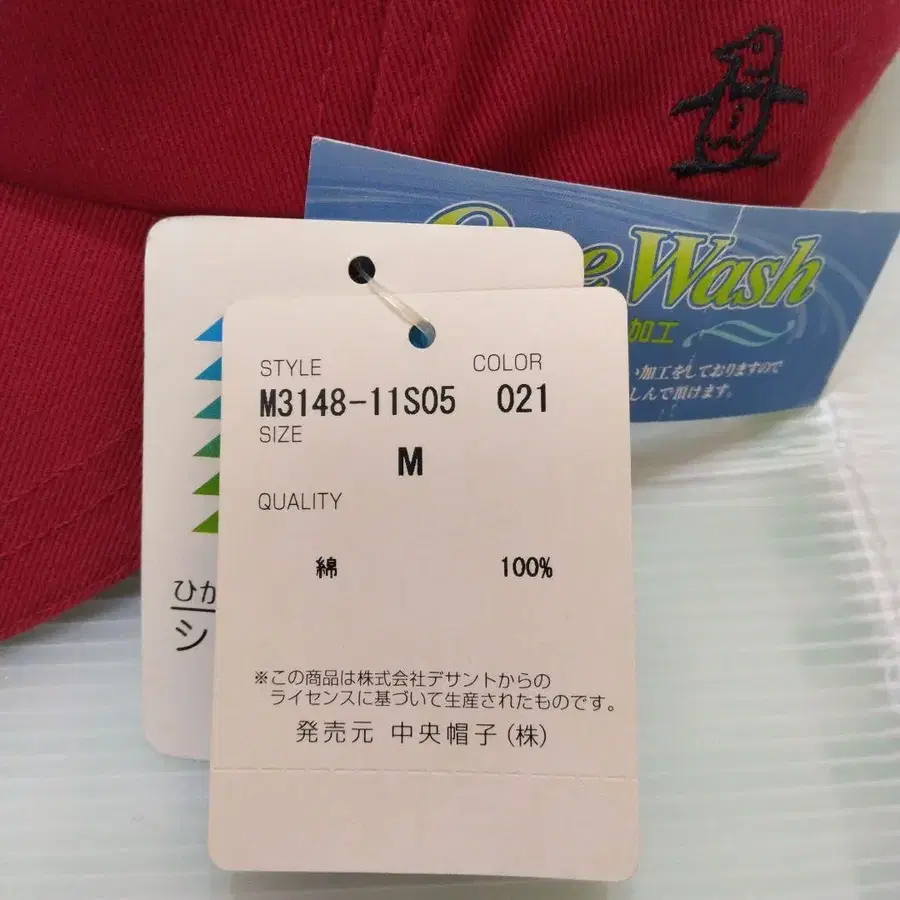 Wash
加工
加工をしておりますので
しんで頂けます。
STYLE COLOR
M3148-11S05 021
SIZE
M
QUALITY
綿 100%
※この商品は株式会社デサントからの
ライセンスに基づいて生産されたものです。
発売元 中央帽子(株)
ひか
シ